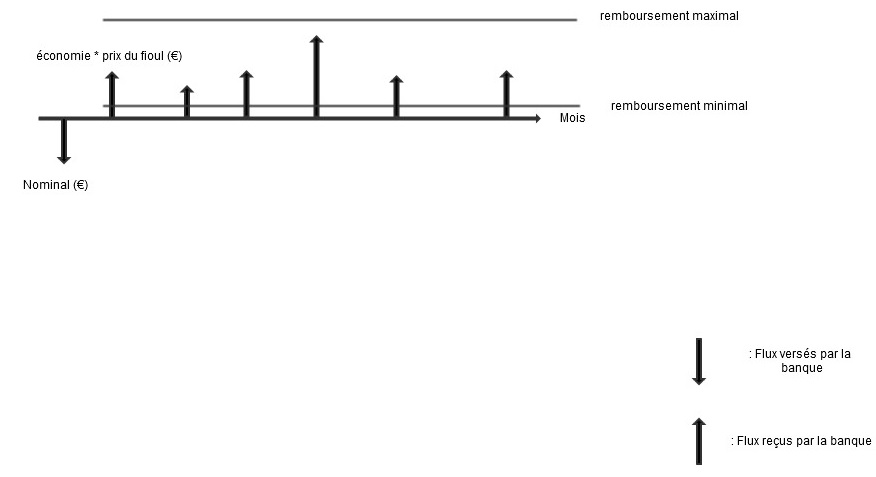 remboursement maximal
économie * prix du fioul (€)
remboursement minimal
Mois
Nominal (€)
: Flux versés par la
banque
: Flux reçus par la banque